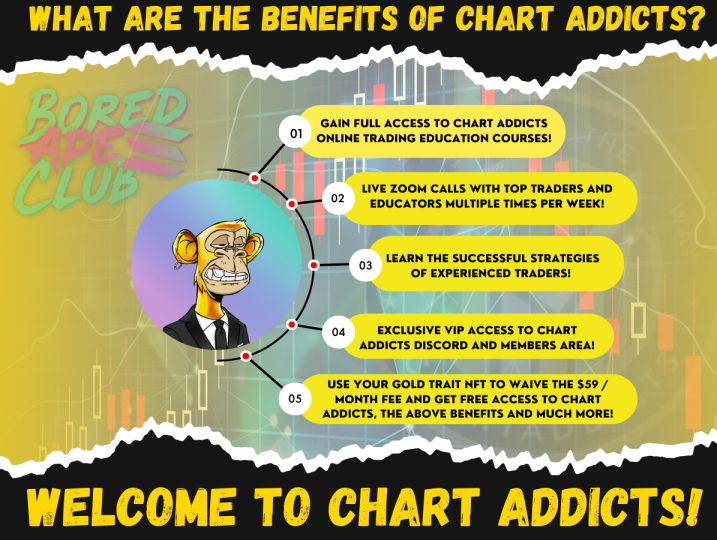 WHAT ARE THE BENEFITS OF CHART ADDICTS?
BORED
APE
CLUB
01
GAIN FULL ACCESS TO CHART ADDICTS
ONLINE TRADING EDUCATION COURSES!
THE
02
LIVE ZOOM CALLS WITH TOP TRADERS AND
EDUCATORS MULTIPLE TIMES PER WEEK!
03
LEARN THE SUCCESSFUL STRATEGIES
OF EXPERIENCED TRADERS!
04
EXCLUSIVE VIP ACCESS TO CHART
ADDICTS DISCORD AND MEMBERS AREA!
05
USE YOUR GOLD TRAIT NFT TO WAIVE THE $59 /
MONTH FEE AND GET FREE ACCESS TO CHART
ADDICTS, THE ABOVE BENEFITS AND MUCH MORE!
WELCOME TO CHART ADDICTS!